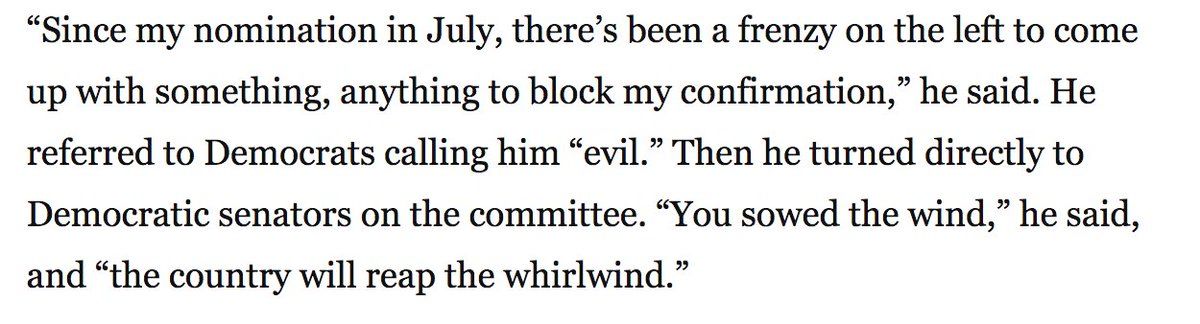 “Since my nomination in July, there’s been a frenzy on the left to come
up with something, anything to block my confirmation,” he said. He
referred to Democrats calling him “evil.” Then he turned directly to
Democratic senators on the committee. “You sowed the wind,” he said,
and “the country will reap the whirlwind.”